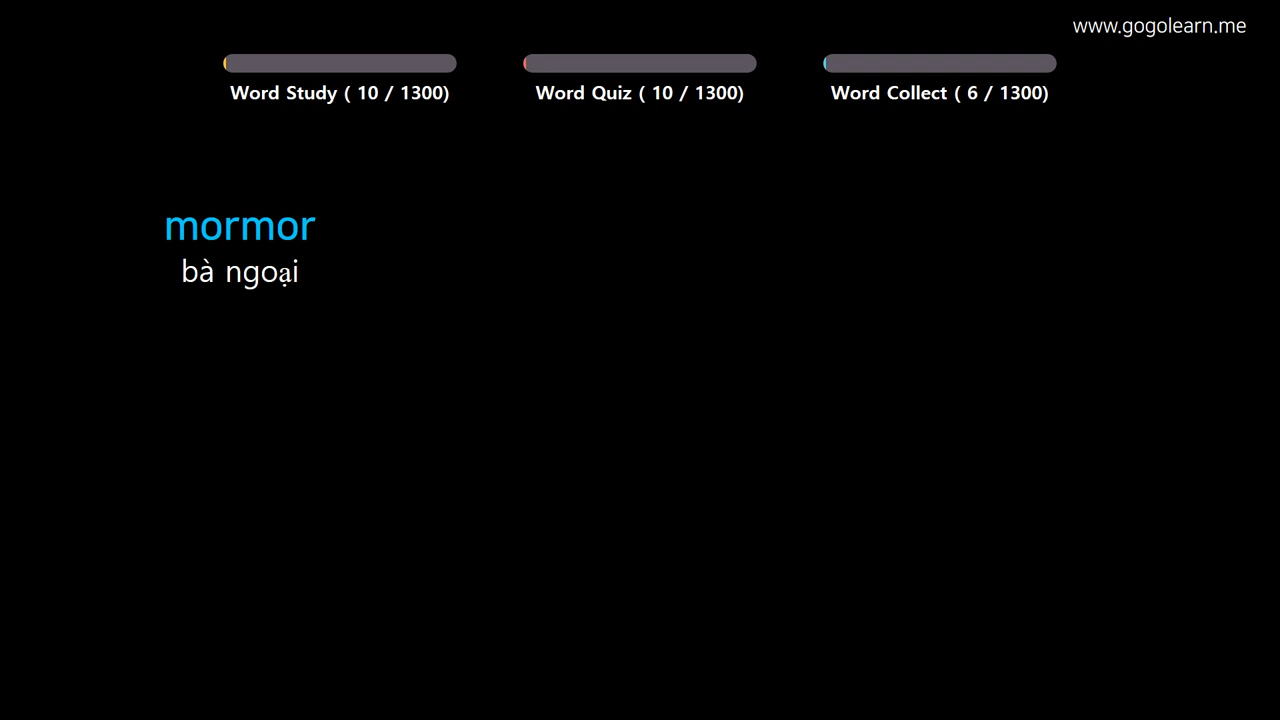 www.gogolearn.me
Word Study ( 10 / 1300)
Word Quiz ( 10 / 1300)
Word Collect ( 6 / 1300)
mormor
bà ngoại